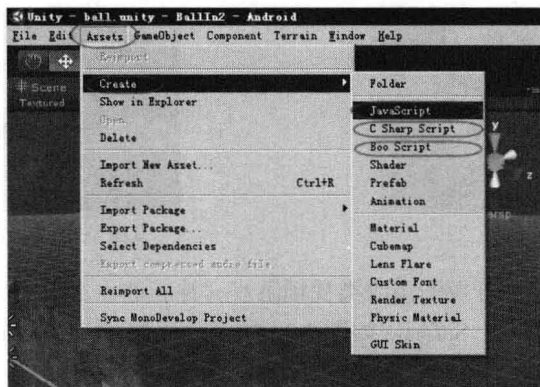 Unity - ball.unity - BallIn2 - Android
File Edit Assets GameObject Component Terrain Window Help
Reimport
Create
Show in Explorer
Open
Delete
Import New Asset...
Refresh Ctrl+R
Import Package
Export Package...
Select Dependencies
Export compressed audio file
Reimport All
Sync MonoDevelop Project
Folder
JavaScript
C Sharp Script
Boo Script
Shader
Prefab
Animation
Material
Cubemap
Lens Flare
Custom Font
Render Texture
Physic Material
GUI Skin
# Scene
Textured
y
z